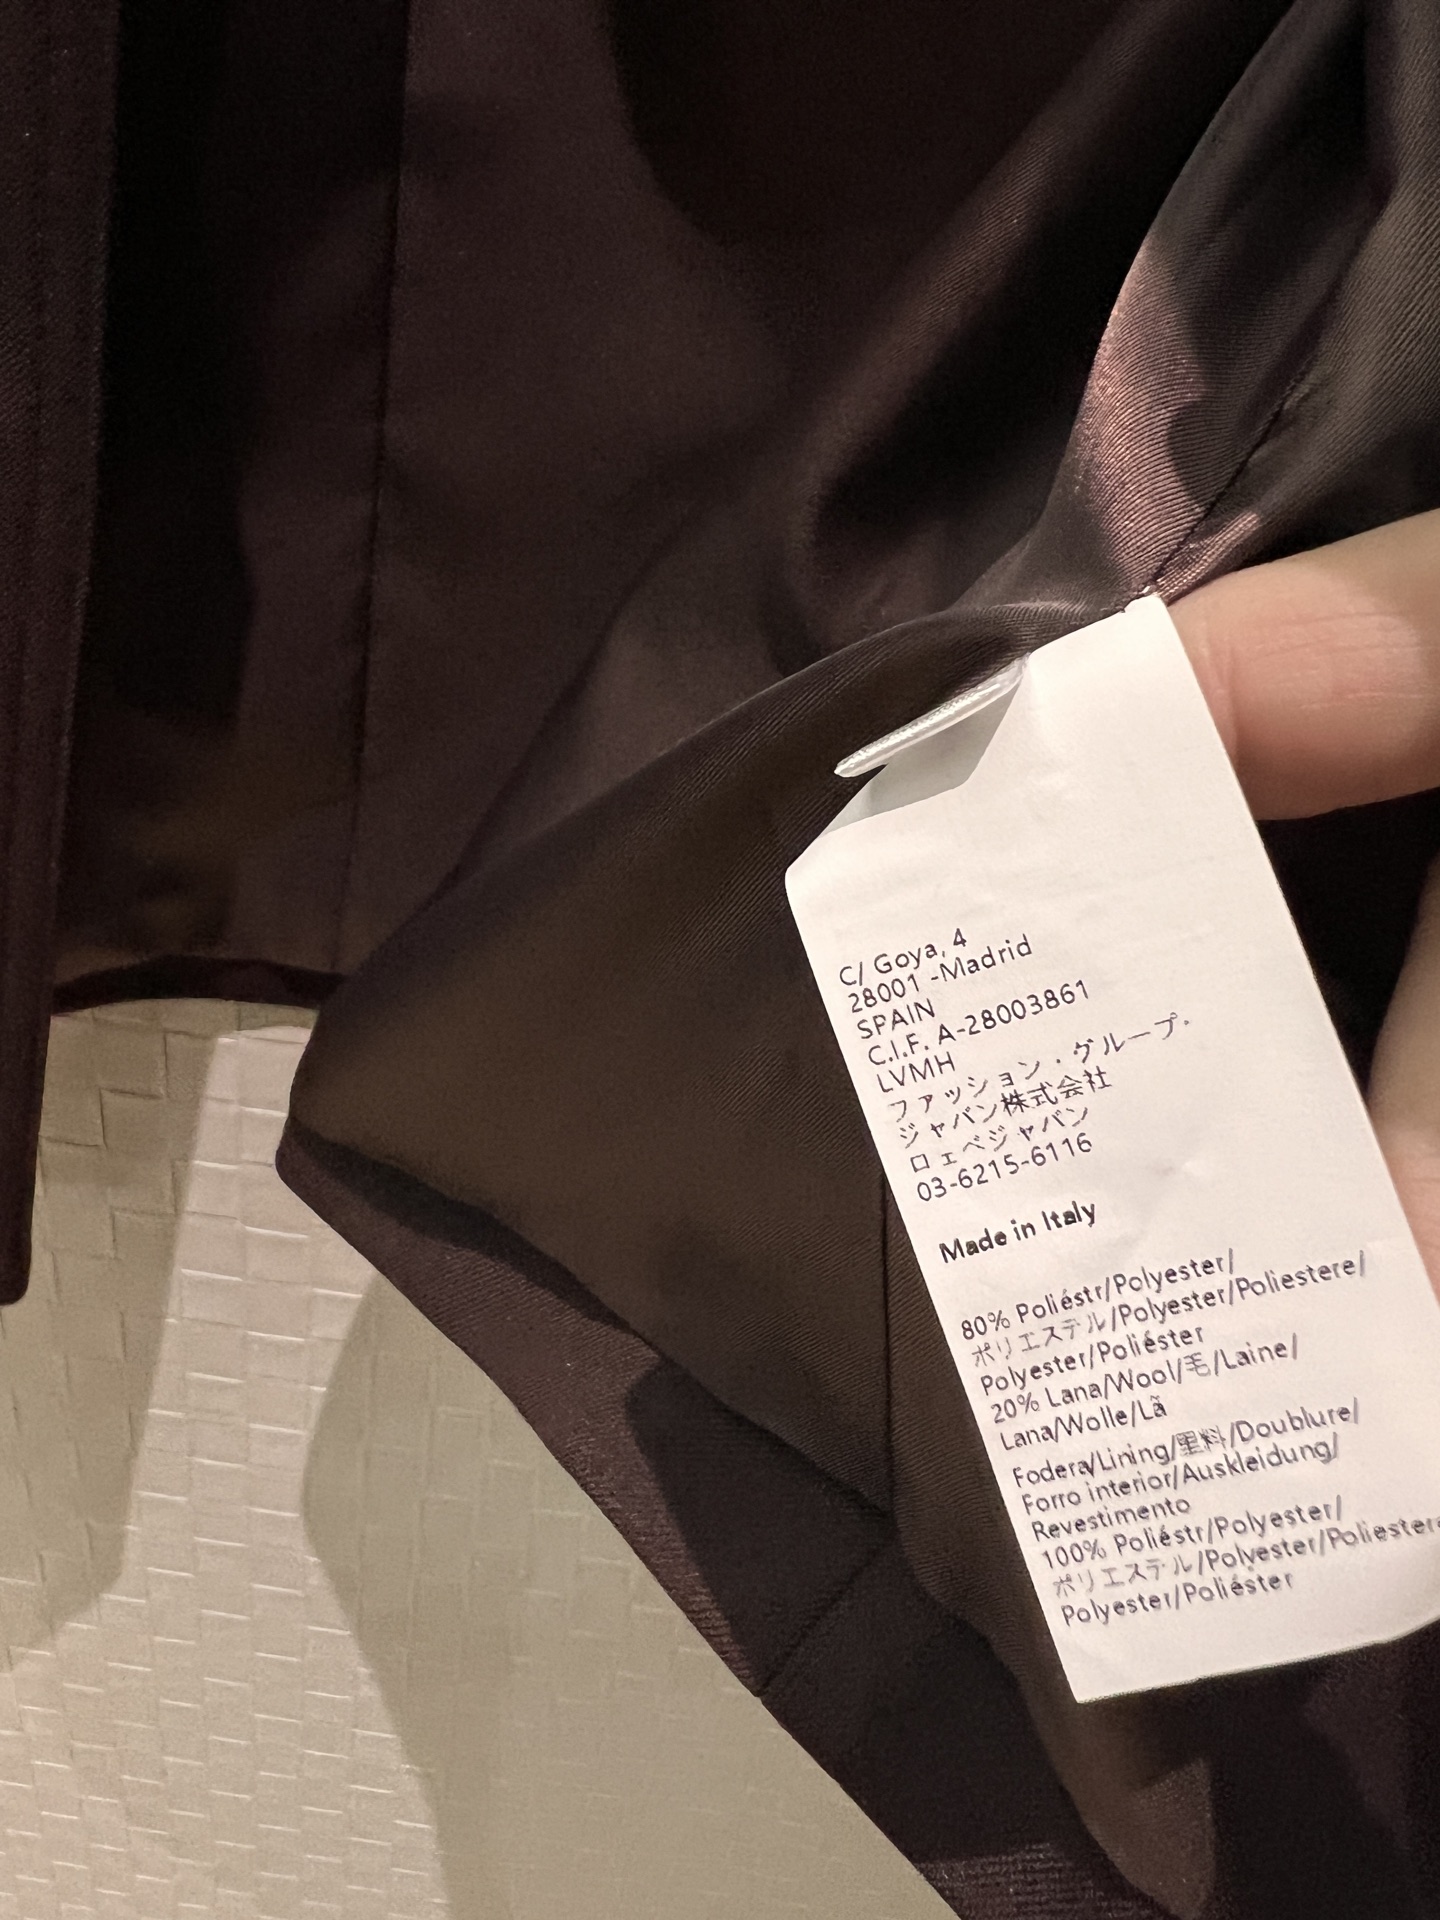 C/ Goya, 4
28001 -Madrid
SPAIN
C.I.F. A-28003861
LVMH
ファッション・グループ・
ジャパン株式会社
ロエベジャパン
03-6215-6116
Made in Italy
80% Poliéstr/Polyester/
ポリエステル/Polyester/Poliestere/
Polyester/Poliéster
20% Lana/Wool/毛/Laine/
Lana/Wolle/Lã
Fodera/Lining/裏料/Doublure/
Forro interior/Auskleidung/
Revestimento
100% Poliéstr/Polyester/
ポリエステル/Polyester/Poliestere
Polyester/Poliéster